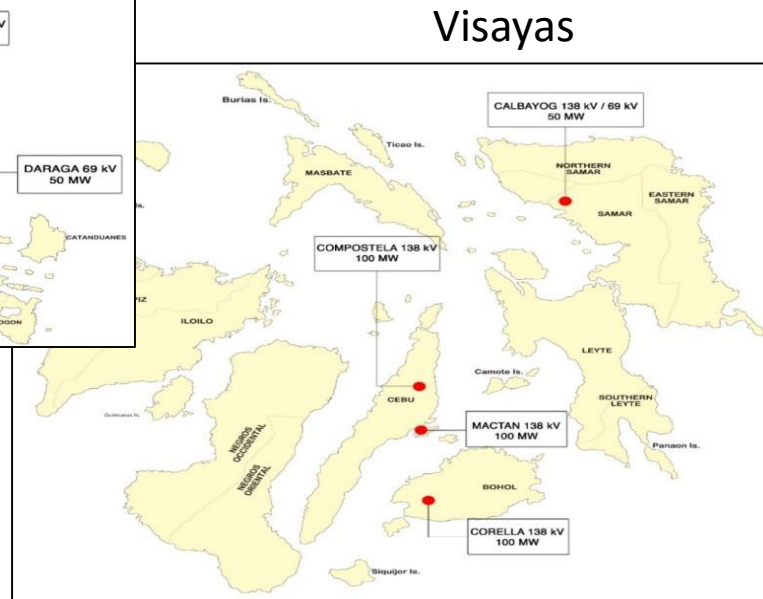 Visayas
DARAGA 69 kV
50 MW
CATANDUANES
Burias Is.
Ticao Is.
MASBATE
CALBAYOG 138 kV / 69 kV
50 MW
NORTHERN
SAMAR
EASTERN
SAMAR
SAMAR
COMPOSTELA 138 kV
100 MW
ILOILO
LEYTE
Camote Is.
CEBU
SOUTHERN
LEYTE
MACTAN 138 kV
100 MW
Panaon Is.
NEGROS
OCCIDENTAL
NEGROS
ORIENTAL
BOHOL
CORELLA 138 kV
100 MW
Siquijor Is.